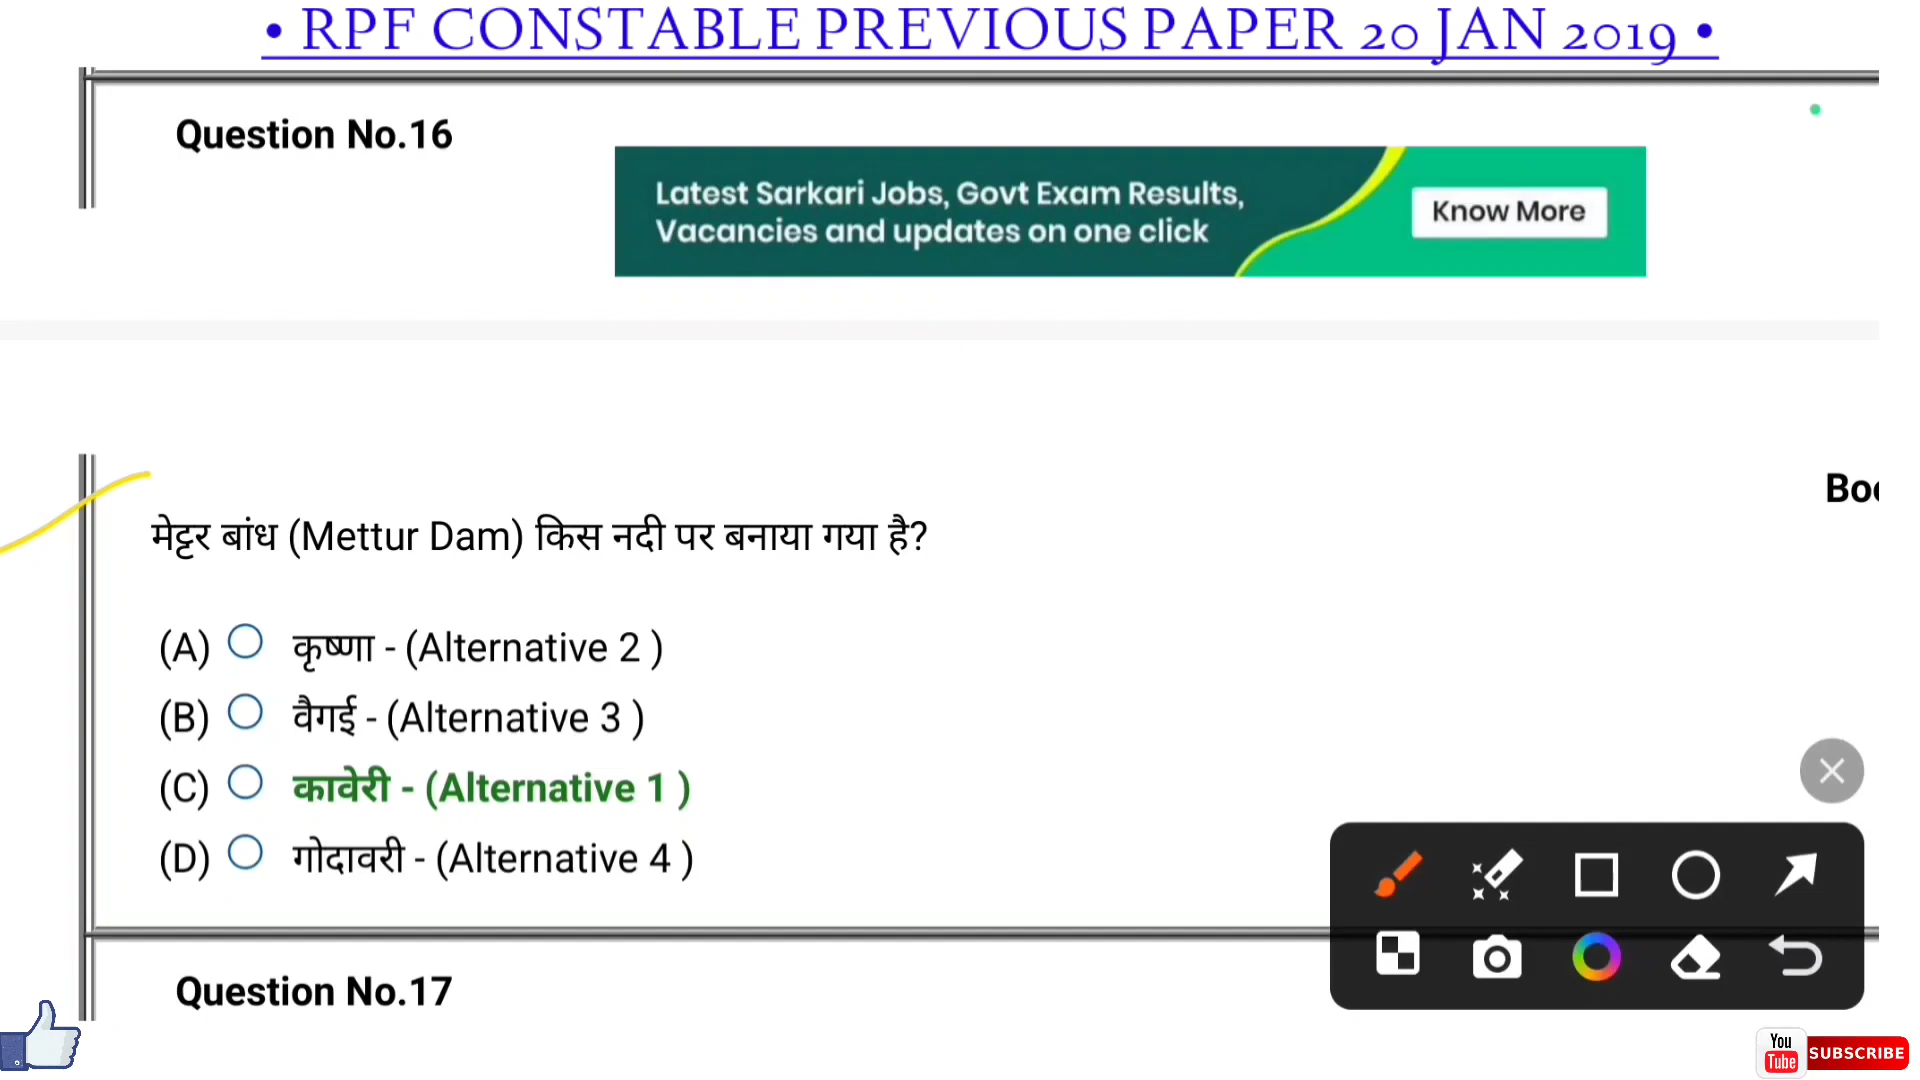 • RPF CONSTABLE PREVIOUS PAPER 20 JAN 2019 •
Question No.16
Latest Sarkari Jobs, Govt Exam Results,
Vacancies and updates on one click
Know More
मेट्टर बांध (Mettur Dam) किस नदी पर बनाया गया है?
(A) कृष्णा - (Alternative 2 )
(B) वैगई - (Alternative 3 )
(C) कावेरी - (Alternative 1 )
(D) गोदावरी - (Alternative 4 )
Question No.17
You
Tube
SUBSCRIBE